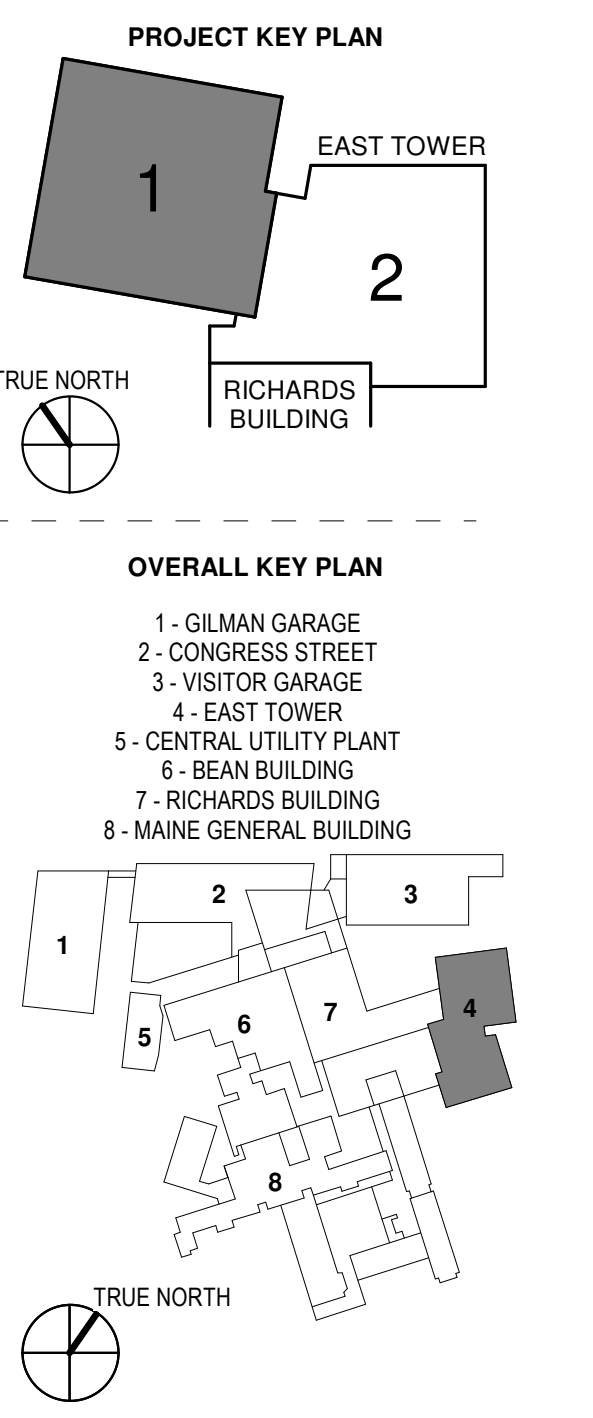 PROJECT KEY PLAN
EAST TOWER
1
2
TRUE NORTH
RICHARDS
BUILDING
OVERALL KEY PLAN
1 - GILMAN GARAGE
2 - CONGRESS STREET
3 - VISITOR GARAGE
4 - EAST TOWER
5 - CENTRAL UTILITY PLANT
6 - BEAN BUILDING
7 - RICHARDS BUILDING
8 - MAINE GENERAL BUILDING
2
3
1
4
7
6
5
8
TRUE NORTH